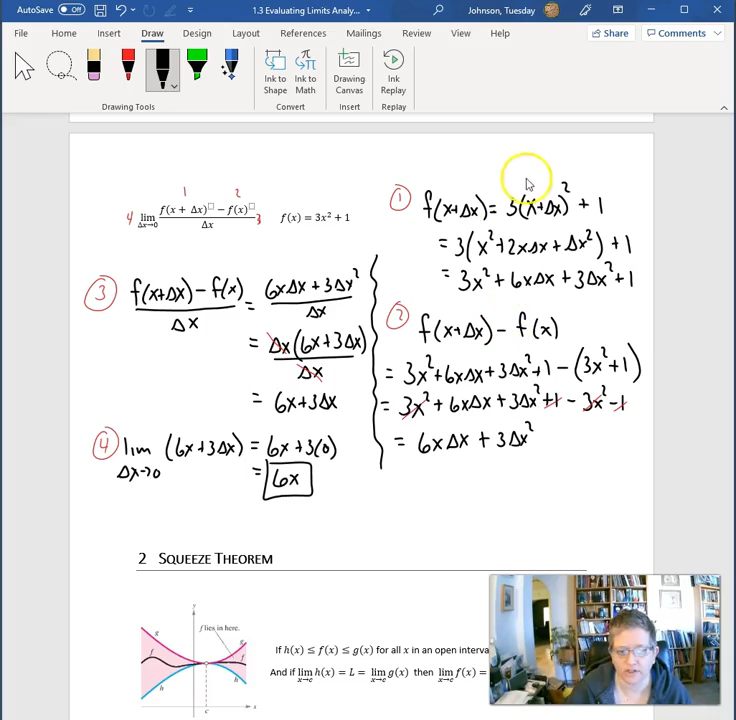 AutoSave Off 1.3 Evaluating Limits Analy... Johnson, Tuesday
File Home Insert Draw Design Layout References Mailings Review View Help Share Comments
Ink to Shape Ink to Math Drawing Canvas Ink Replay
Drawing Tools Convert Insert Replay
1 2
4 lim Δx→0 (f(x + Δx)□ − f(x)□)/Δx 3 f(x) = 3x² + 1
① f(x+Δx) = 3(x+Δx)² + 1
= 3(x²+2xΔx+Δx²)+1
= 3x² + 6xΔx + 3Δx² + 1
② f(x+Δx) − f(x)
= 3x²+6xΔx+3Δx²+1 − (3x²+1)
= 3x² + 6xΔx + 3Δx² +1 − 3x² −1
= 6xΔx + 3Δx²
③ (f(x+Δx) − f(x))/Δx = (6xΔx + 3Δx²)/Δx
= Δx(6x+3Δx)/Δx
= 6x+3Δx
④ lim Δx→0 (6x+3Δx) = 6x+3(0)
= 6x
2 SQUEEZE THEOREM
y
g
f lies in here.
g
f
f
h
h
c
x
If h(x) ≤ f(x) ≤ g(x) for all x in an open interva
And if lim x→c h(x) = L = lim x→c g(x) then lim x→c f(x) =